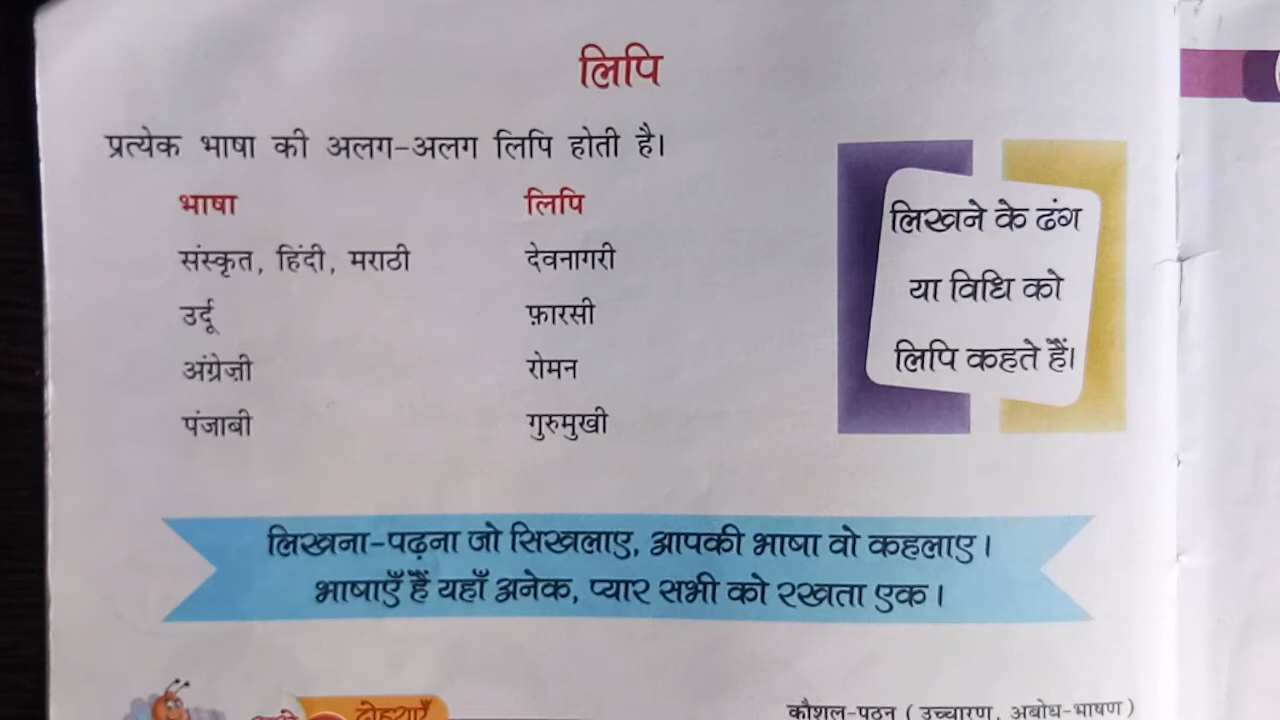 लिपि
प्रत्येक भाषा की अलग-अलग लिपि होती है।
भाषा लिपि
संस्कृत, हिंदी, मराठी देवनागरी
उर्दू फ़ारसी
अंग्रेज़ी रोमन
पंजाबी गुरुमुखी
लिखने के ढंग
या विधि को
लिपि कहते हैं।
लिखना-पढ़ना जो सिखलाए, आपकी भाषा वो कहलाए।
भाषाएँ हैं यहाँ अनेक, प्यार सभी को रखता एक।
दोहराएँ
कौशल-पठन (उच्चारण, अबोध-भाषण)